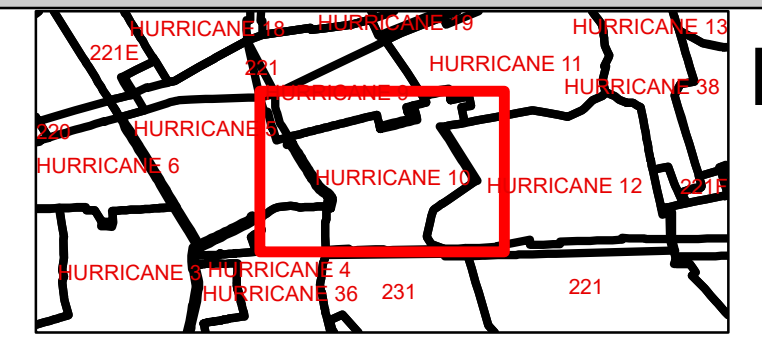 HURRICANE 18
HURRICANE 19
HURRICANE 13
221E
221
HURRICANE 11
HURRICANE 38
HURRICANE 9
220
HURRICANE 5
HURRICANE 6
HURRICANE 10
HURRICANE 12
221F
HURRICANE 3
HURRICANE 4
HURRICANE 36
231
221